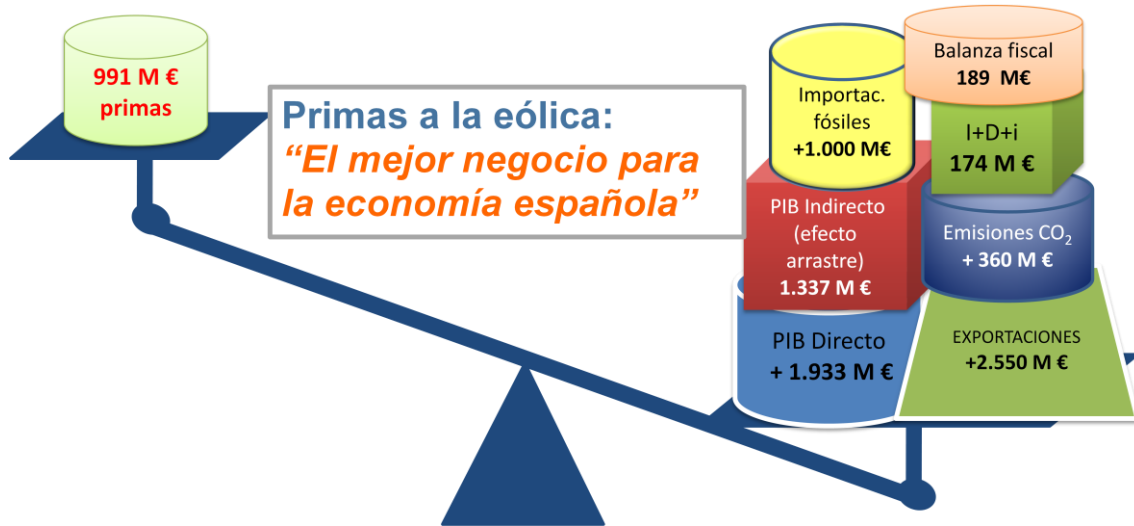 991 M €
primas
Primas a la eólica:
“El mejor negocio para
la economía española”
Importac.
fósiles
+1.000 M€
Balanza fiscal
189 M€
I+D+i
174 M €
PIB Indirecto
(efecto
arrastre)
1.337 M €
Emisiones CO₂
+ 360 M €
PIB Directo
+ 1.933 M €
EXPORTACIONES
+2.550 M €